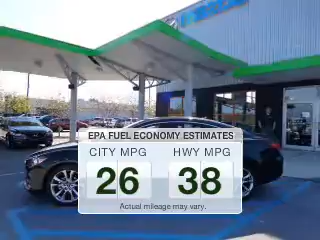 EPA FUEL ECONOMY ESTIMATES
CITY MPG HWY MPG
26 38
Actual mileage may vary.